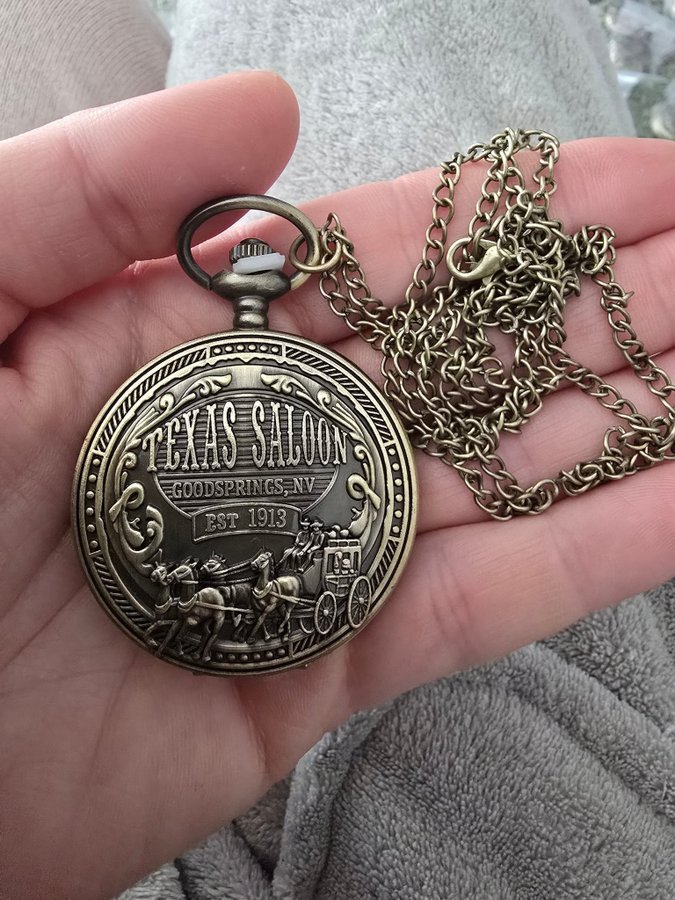 TEXAS SALOON
GOODSPRINGS, NV
EST 1913